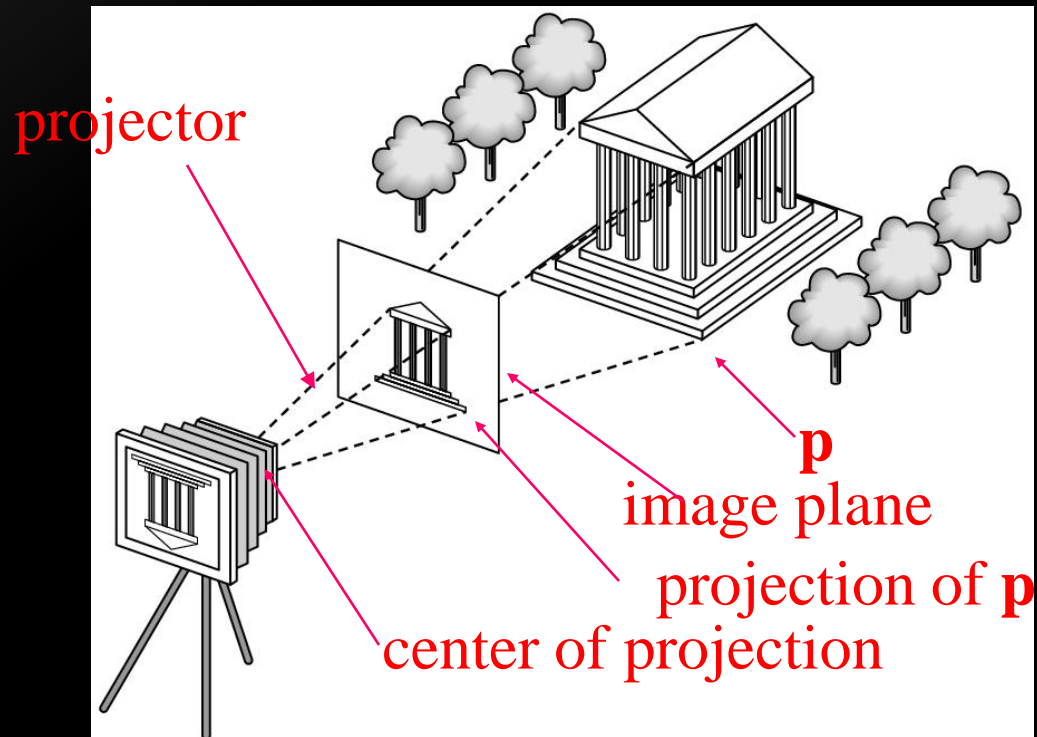 projector
p
image plane
projection of p
center of projection